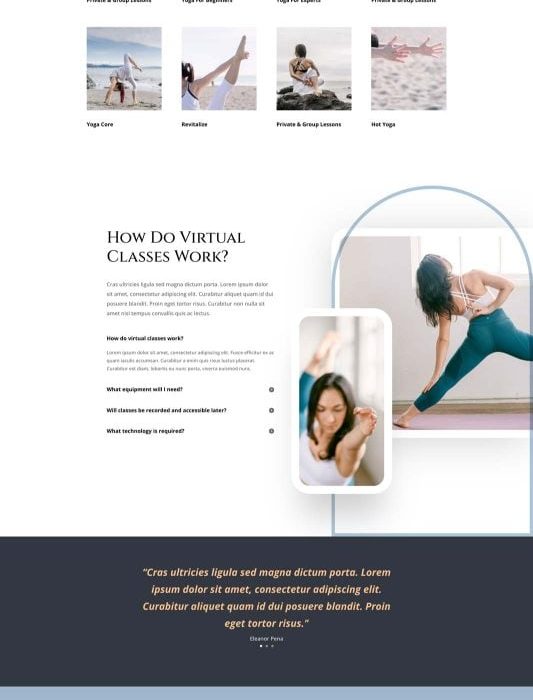 Private & Group Lessons Yoga For Beginners Yoga For Experts Private & Group Lessons
Yoga Core Revitalize Private & Group Lessons Hot Yoga
How Do Virtual
Classes Work?
Cras ultricies ligula sed magna dictum porta. Lorem ipsum dolor
sit amet, consectetur adipiscing elit. Curabitur aliquet quam id dui
posuere blandit. Proin eget tortor risus. Curabitur non nulla sit
amet nisl tempus convallis quis ac lectus.
How do virtual classes work?
Lorem ipsum dolor sit amet, consectetur adipiscing elit. Fusce efficitur ex ac
quam iaculis accumsan. Curabitur a enim quis risus luctus placerat.
Curabitur est diam, lobortis eu nunc porta, viverra euismod nunc.
What equipment will I need?
Will classes be recorded and accessible later?
What technology is required?
"Cras ultricies ligula sed magna dictum porta. Lorem
ipsum dolor sit amet, consectetur adipiscing elit.
Curabitur aliquet quam id dui posuere blandit. Proin
eget tortor risus."
Eleanor Pena